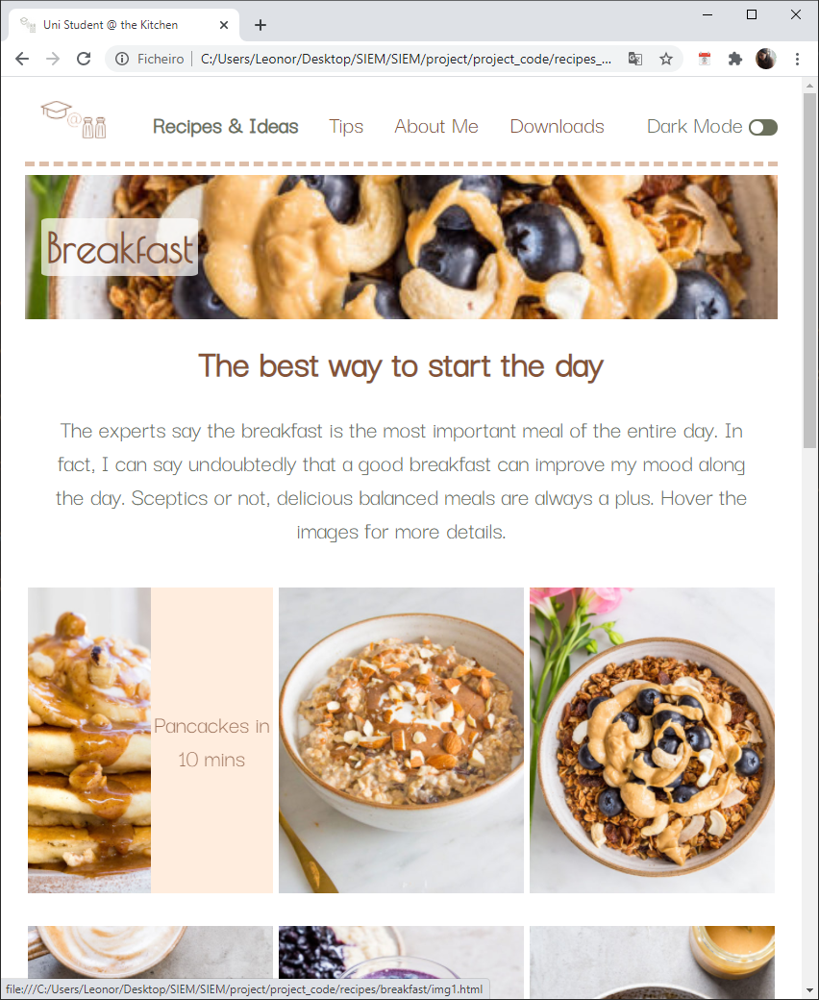 Uni Student @ the Kitchen
Ficheiro | C:/Users/Leonor/Desktop/SIEM/SIEM/project/project_code/recipes_...
@
Recipes & Ideas Tips About Me Downloads Dark Mode
Breakfast
The best way to start the day
The experts say the breakfast is the most important meal of the entire day. In
fact, I can say undoubtedly that a good breakfast can improve my mood along
the day. Sceptics or not, delicious balanced meals are always a plus. Hover the
images for more details.
Pancackes in
10 mins
file:///C:/Users/Leonor/Desktop/SIEM/SIEM/project/project_code/recipes/breakfast/img1.html